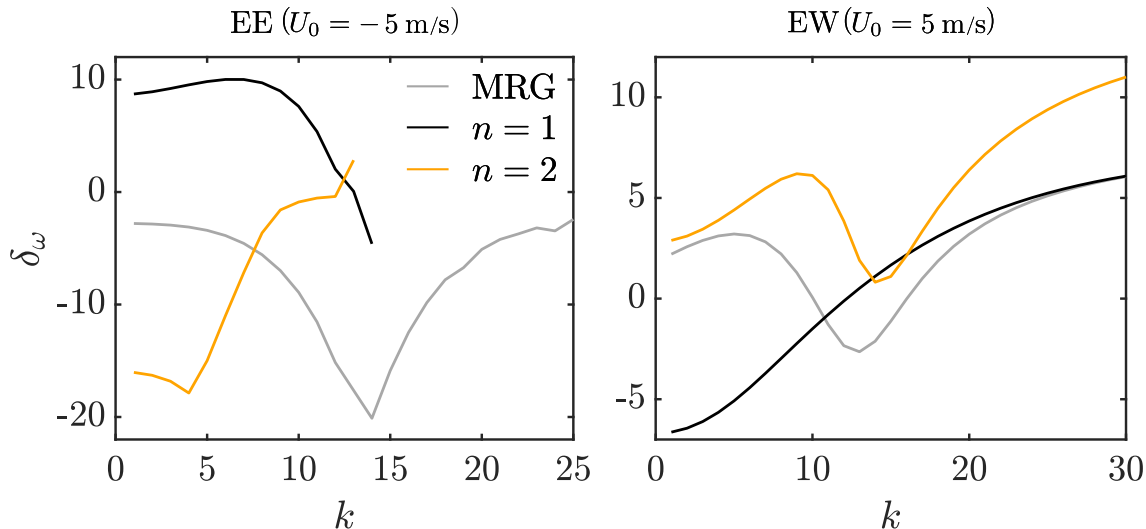 EE (U₀ = − 5 m/s)
EW (U₀ = 5 m/s)
MRG
n = 1
n = 2
δω
10
0
-10
-20
0 5 10 15 20 25
k
10
5
0
-5
0 10 20 30
k